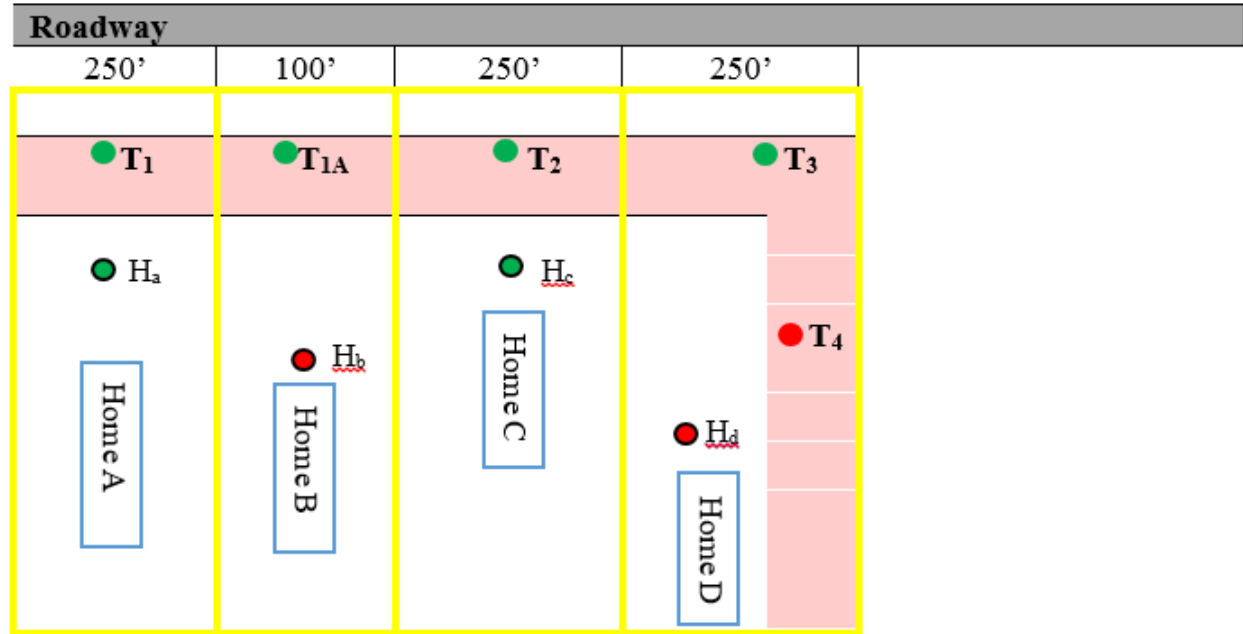 Roadway
250’ 100’ 250’ 250’
T1 T1A T2 T3
Ha Hc
T4
Hb
Hd
Home A Home B Home C Home D